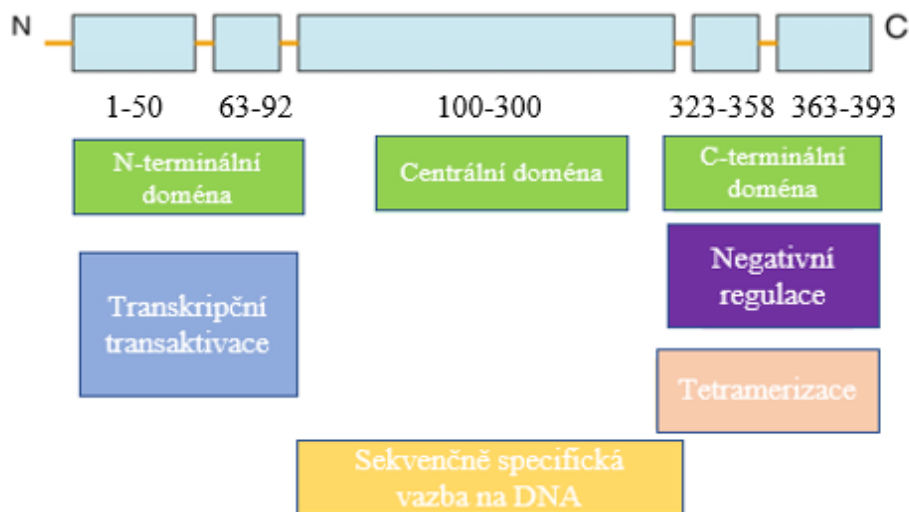 N C
1-50 63-92 100-300 323-358 363-393
N-terminální
doména
Centrální doména
C-terminální
doména
Transkripční
transaktivace
Negativní
regulace
Tetramerizace
Sekvenčně specifická
vazba na DNA